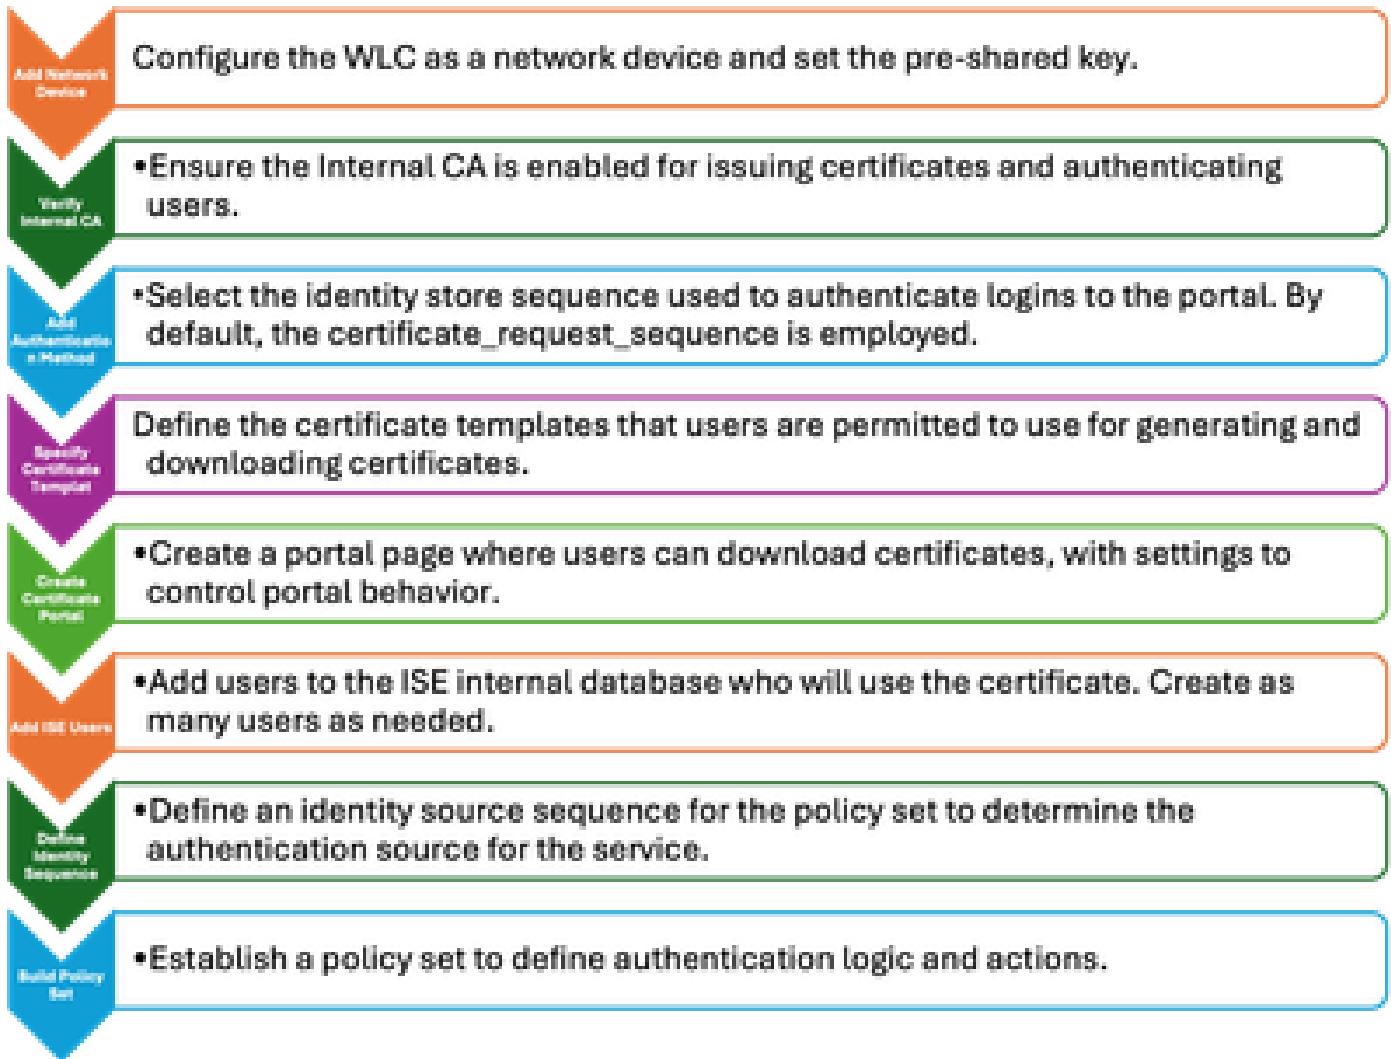 Add Network
Device
Configure the WLC as a network device and set the pre-shared key.
Verify
Internal CA
•Ensure the Internal CA is enabled for issuing certificates and authenticating
users.
Add
Authenticatio
n Method
•Select the identity store sequence used to authenticate logins to the portal. By
default, the certificate_request_sequence is employed.
Specify
Certificate
Templat
Define the certificate templates that users are permitted to use for generating and
downloading certificates.
Create
Certificate
Portal
•Create a portal page where users can download certificates, with settings to
control portal behavior.
Add ISE Users
•Add users to the ISE internal database who will use the certificate. Create as
many users as needed.
Define
Identity
Sequence
•Define an identity source sequence for the policy set to determine the
authentication source for the service.
Build Policy
Set
•Establish a policy set to define authentication logic and actions.